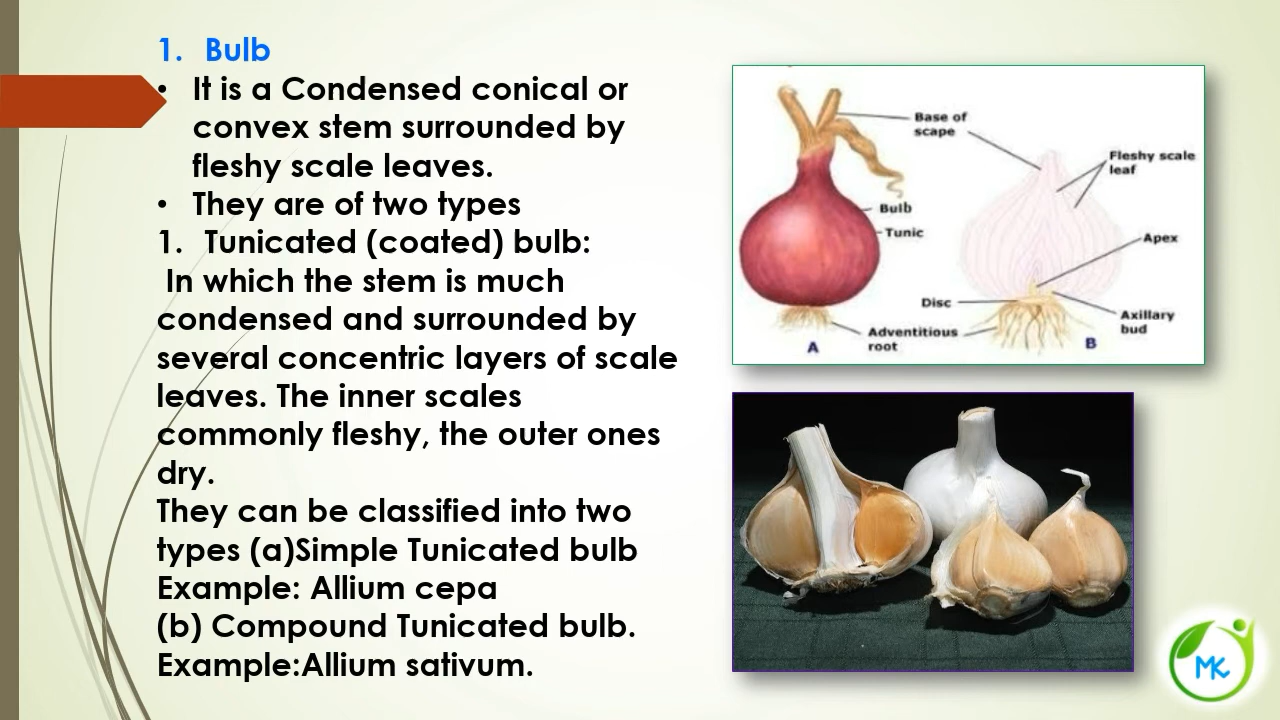 1. Bulb
• It is a Condensed conical or
convex stem surrounded by
fleshy scale leaves.
• They are of two types
1. Tunicated (coated) bulb:
In which the stem is much
condensed and surrounded by
several concentric layers of scale
leaves. The inner scales
commonly fleshy, the outer ones
dry.
They can be classified into two
types (a)Simple Tunicated bulb
Example: Allium cepa
(b) Compound Tunicated bulb.
Example:Allium sativum.
Base of
scape
Fleshy scale
leaf
Bulb
Tunic
Apex
Disc
Axillary
bud
Adventitious
root
A
B
MK